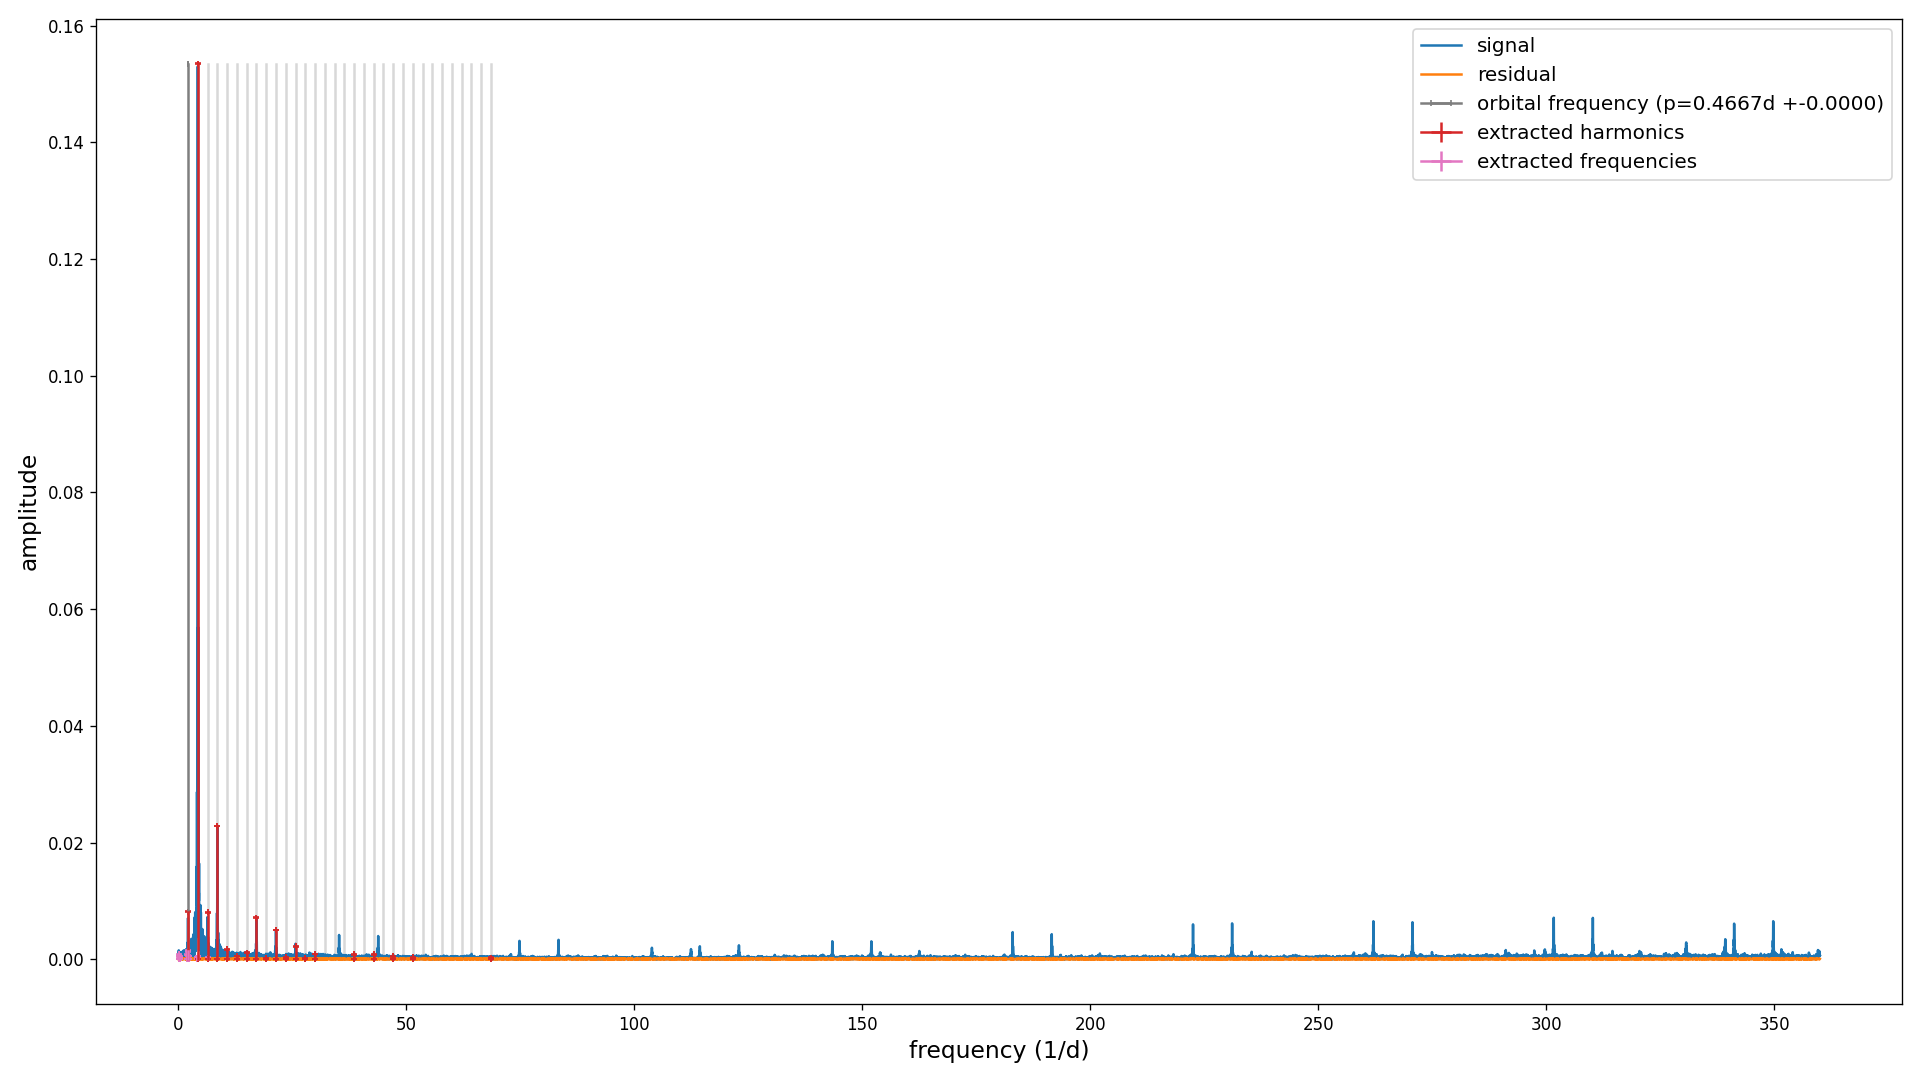 0.16
0.14
0.12
0.10
0.08
0.06
0.04
0.02
0.00
amplitude
0
50
100
150
200
250
300
350
frequency (1/d)
signal
residual
orbital frequency (p=0.4667d +-0.0000)
extracted harmonics
extracted frequencies